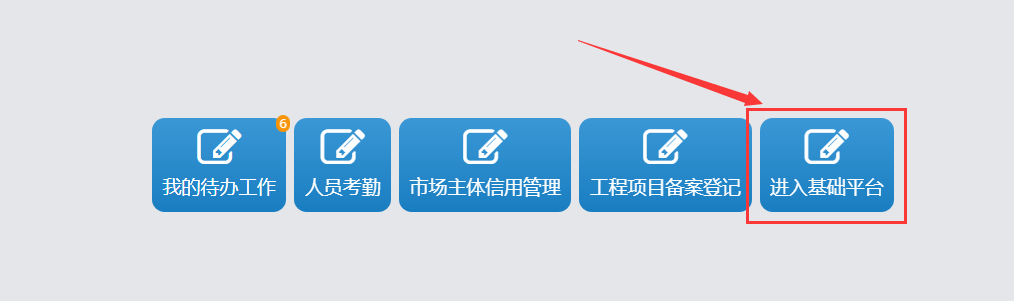 6
我的待办工作
人员考勤
市场主体信用管理
工程项目备案登记
进入基础平台